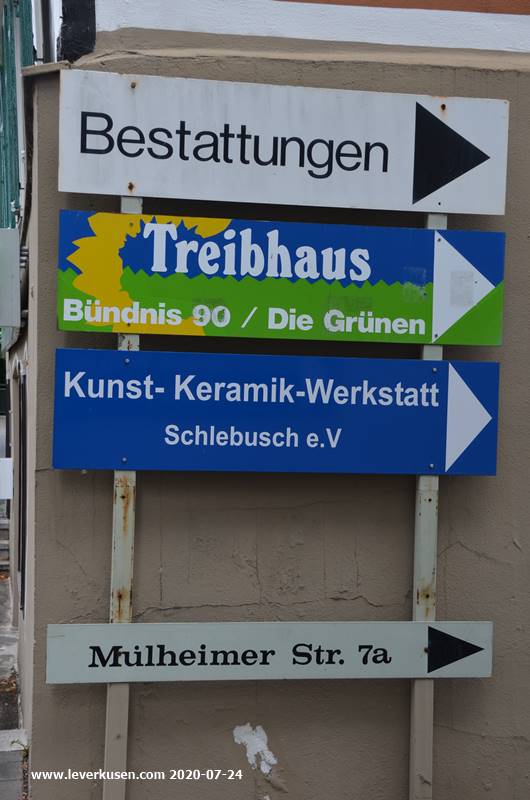 Bestattungen
Treibhaus
Bündnis 90 / Die Grünen
Kunst- Keramik-Werkstatt
Schlebusch e.V
Mülheimer Str. 7a
www.leverkusen.com 2020-07-24